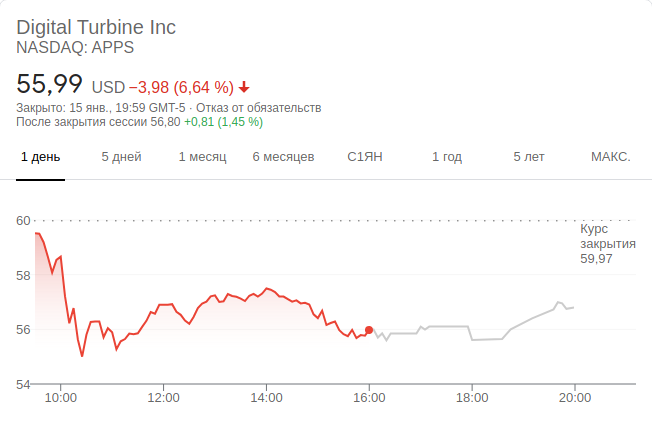 Digital Turbine Inc
NASDAQ: APPS
55,99 USD −3,98 (6,64 %)
Закрыто: 15 янв., 19:59 GMT-5 · Отказ от обязательств
После закрытия сессии 56,80 +0,81 (1,45 %)
1 день 5 дней 1 месяц 6 месяцев С1ЯН 1 год 5 лет МАКС.
60
Курс
закрытия
59,97
58
56
54
10:00 12:00 14:00 16:00 18:00 20:00